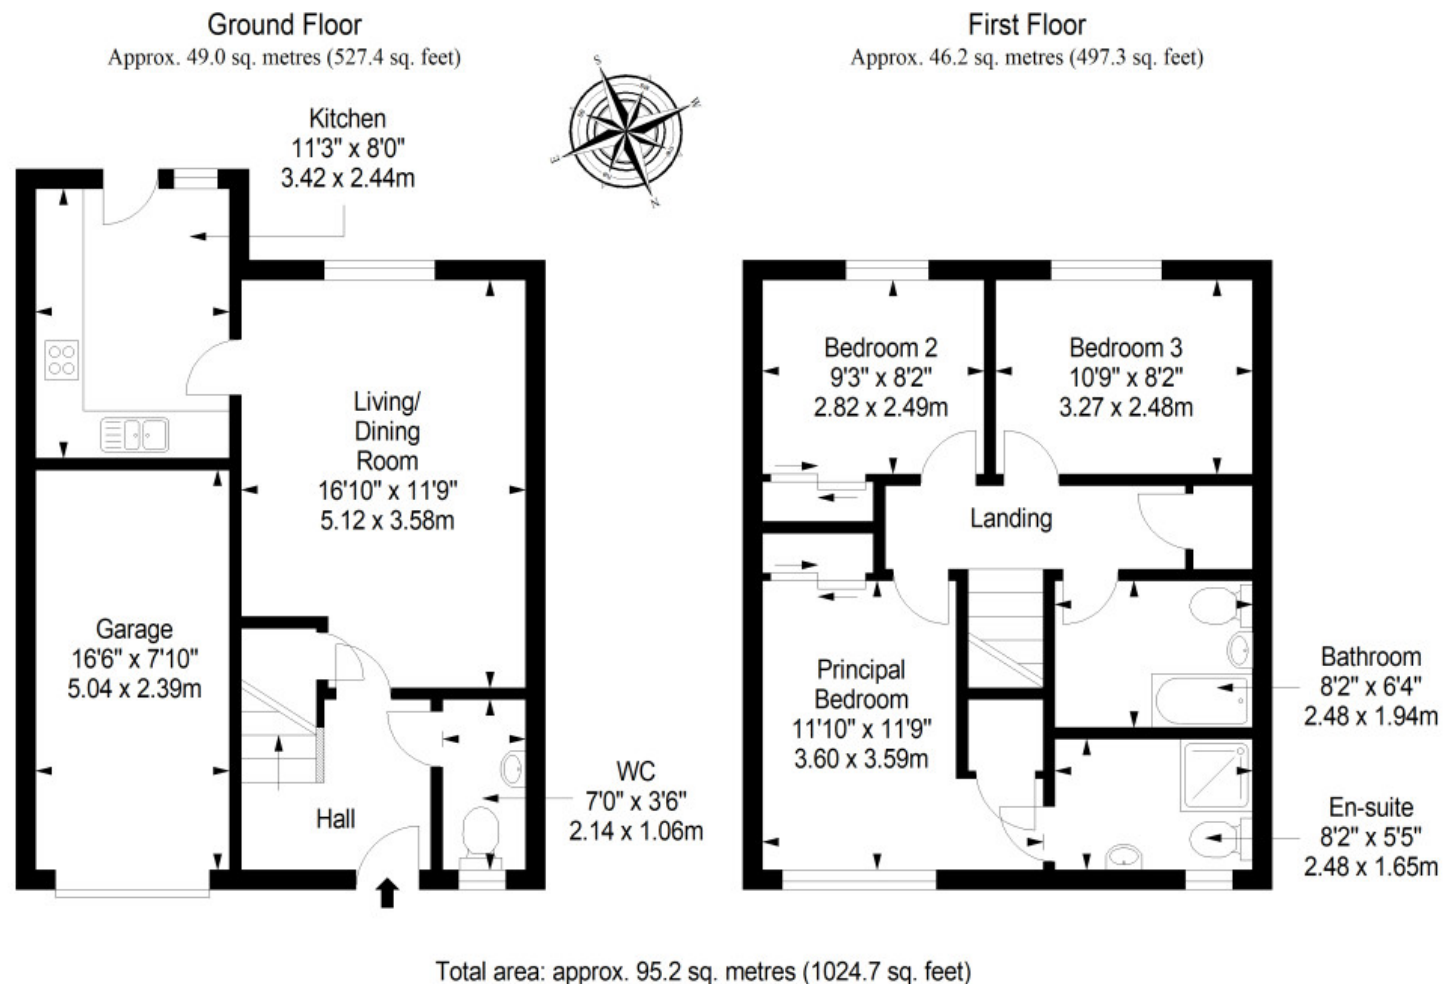 Ground Floor
Approx. 49.0 sq. metres (527.4 sq. feet)
First Floor
Approx. 46.2 sq. metres (497.3 sq. feet)
S
W
E
N
Kitchen
11'3" x 8'0"
3.42 x 2.44m
Living/
Dining
Room
16'10" x 11'9"
5.12 x 3.58m
Garage
16'6" x 7'10"
5.04 x 2.39m
Hall
WC
7'0" x 3'6"
2.14 x 1.06m
Bedroom 2
9'3" x 8'2"
2.82 x 2.49m
Bedroom 3
10'9" x 8'2"
3.27 x 2.48m
Landing
Principal
Bedroom
11'10" x 11'9"
3.60 x 3.59m
Bathroom
8'2" x 6'4"
2.48 x 1.94m
En-suite
8'2" x 5'5"
2.48 x 1.65m
Total area: approx. 95.2 sq. metres (1024.7 sq. feet)